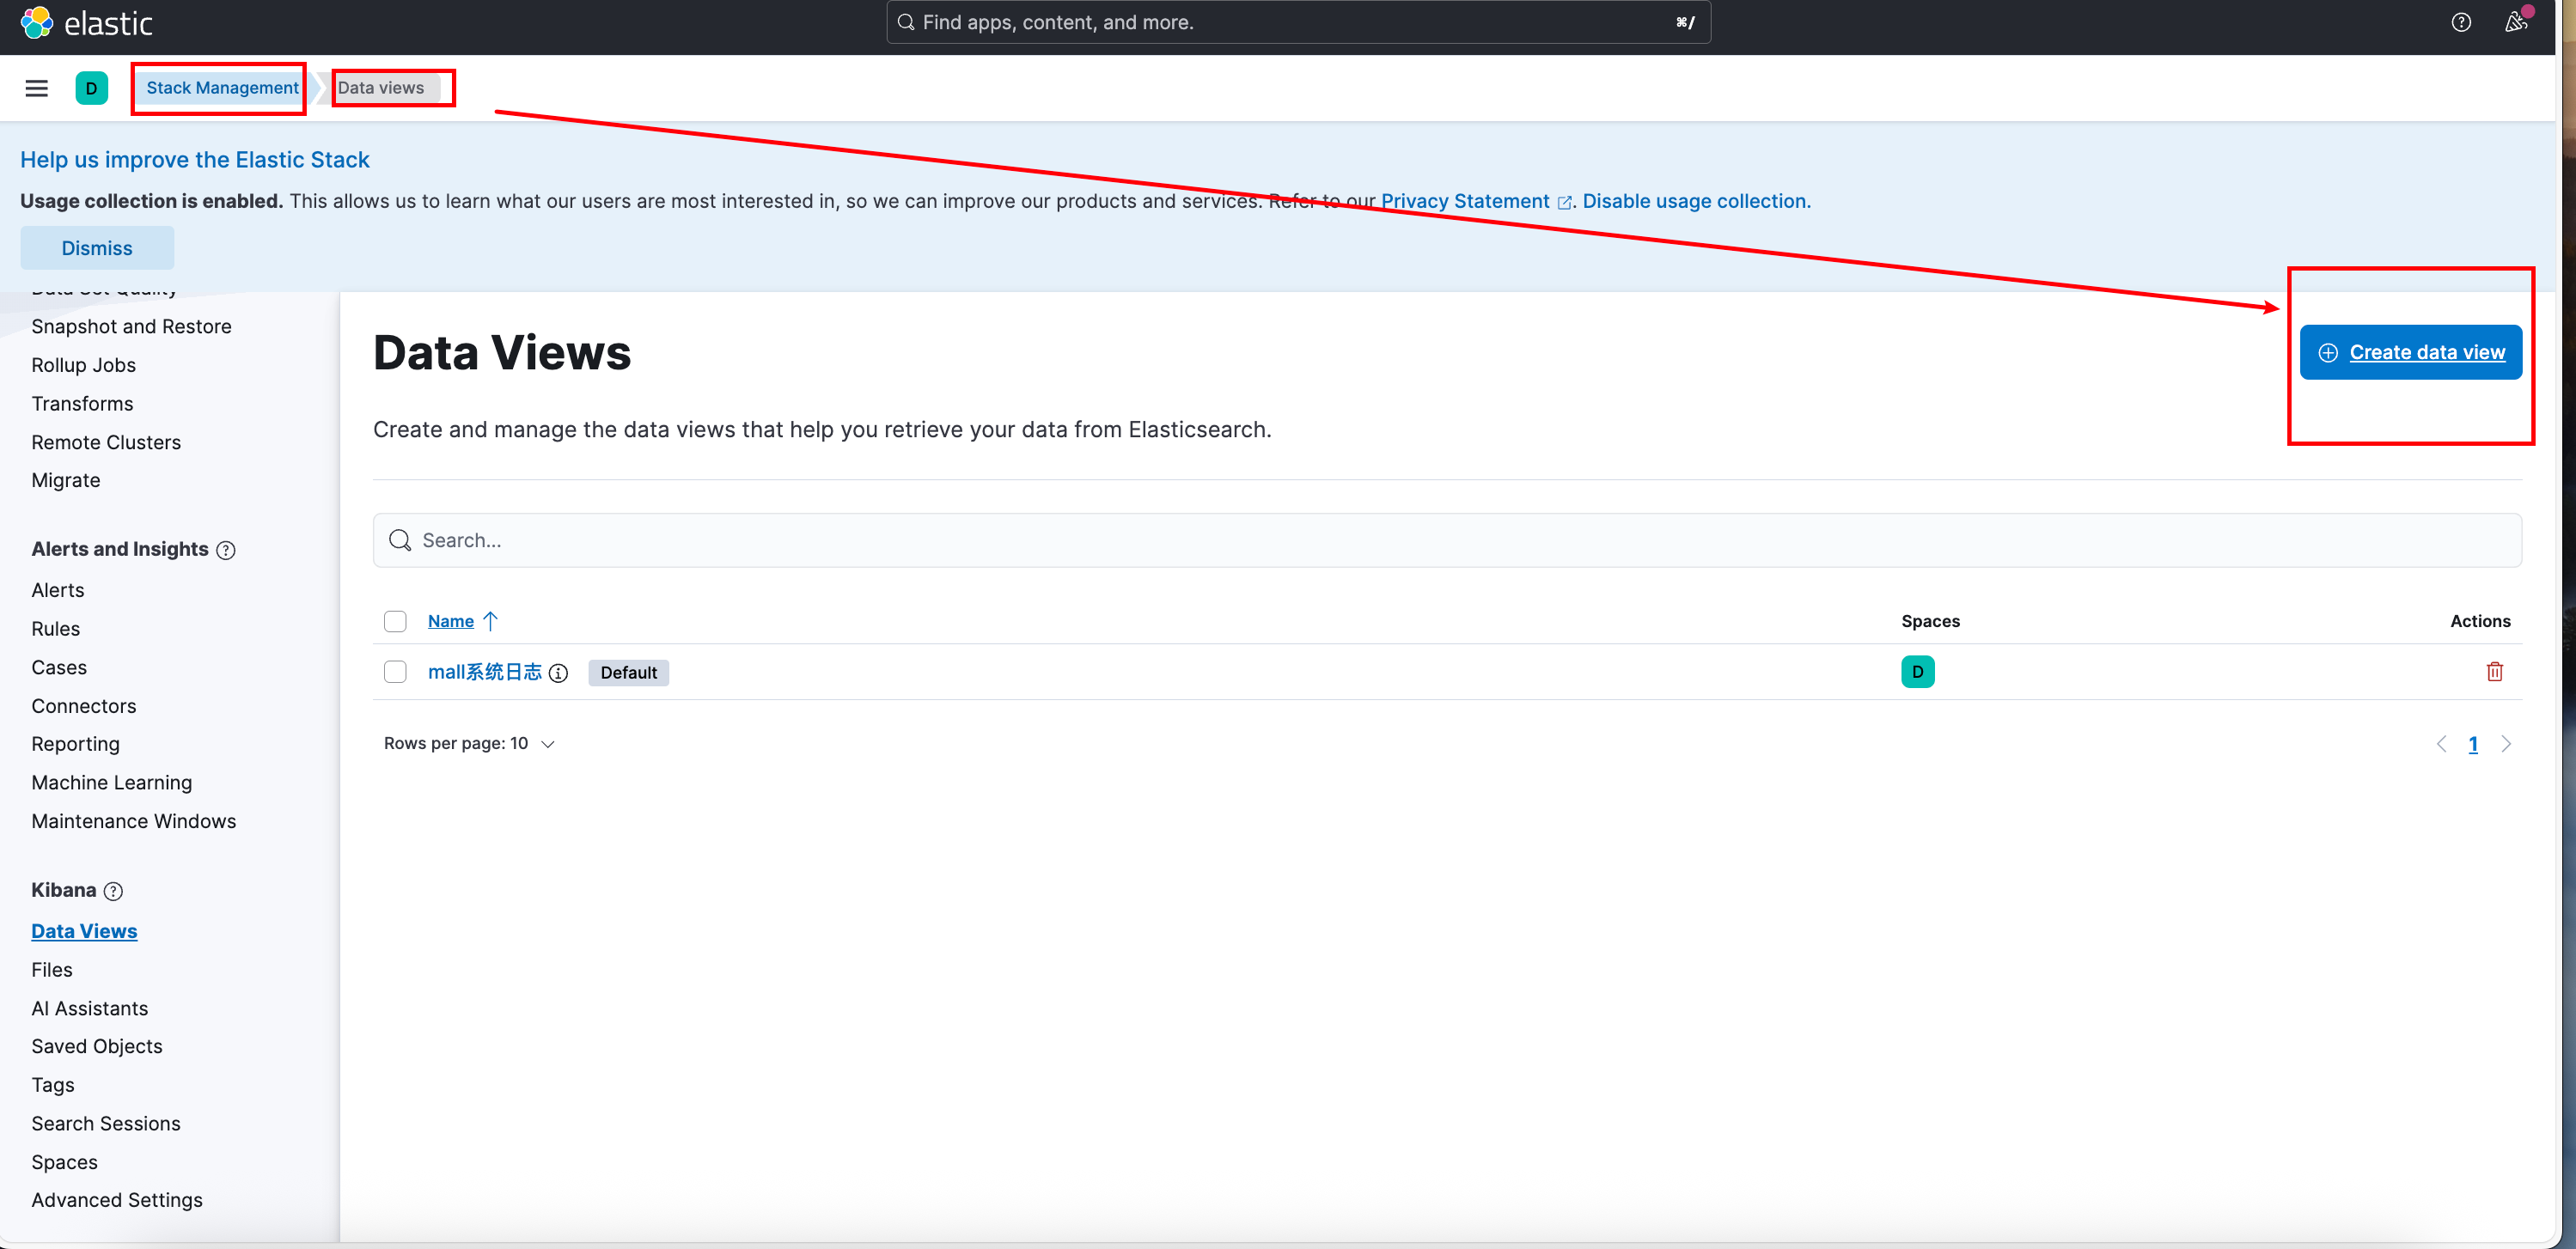 elastic
Find apps, content, and more.
⌘/
D
Stack Management
Data views
Help us improve the Elastic Stack
Usage collection is enabled. This allows us to learn what our users are most interested in, so we can improve our products and services. Refer to our Privacy Statement. Disable usage collection.
Dismiss
Data Set Quality
Snapshot and Restore
Rollup Jobs
Transforms
Remote Clusters
Migrate
Alerts and Insights
Alerts
Rules
Cases
Connectors
Reporting
Machine Learning
Maintenance Windows
Kibana
Data Views
Files
AI Assistants
Saved Objects
Tags
Search Sessions
Spaces
Advanced Settings
Data Views
Create data view
Create and manage the data views that help you retrieve your data from Elasticsearch.
Search...
Name Spaces Actions
mall系统日志 Default D
Rows per page: 10
1